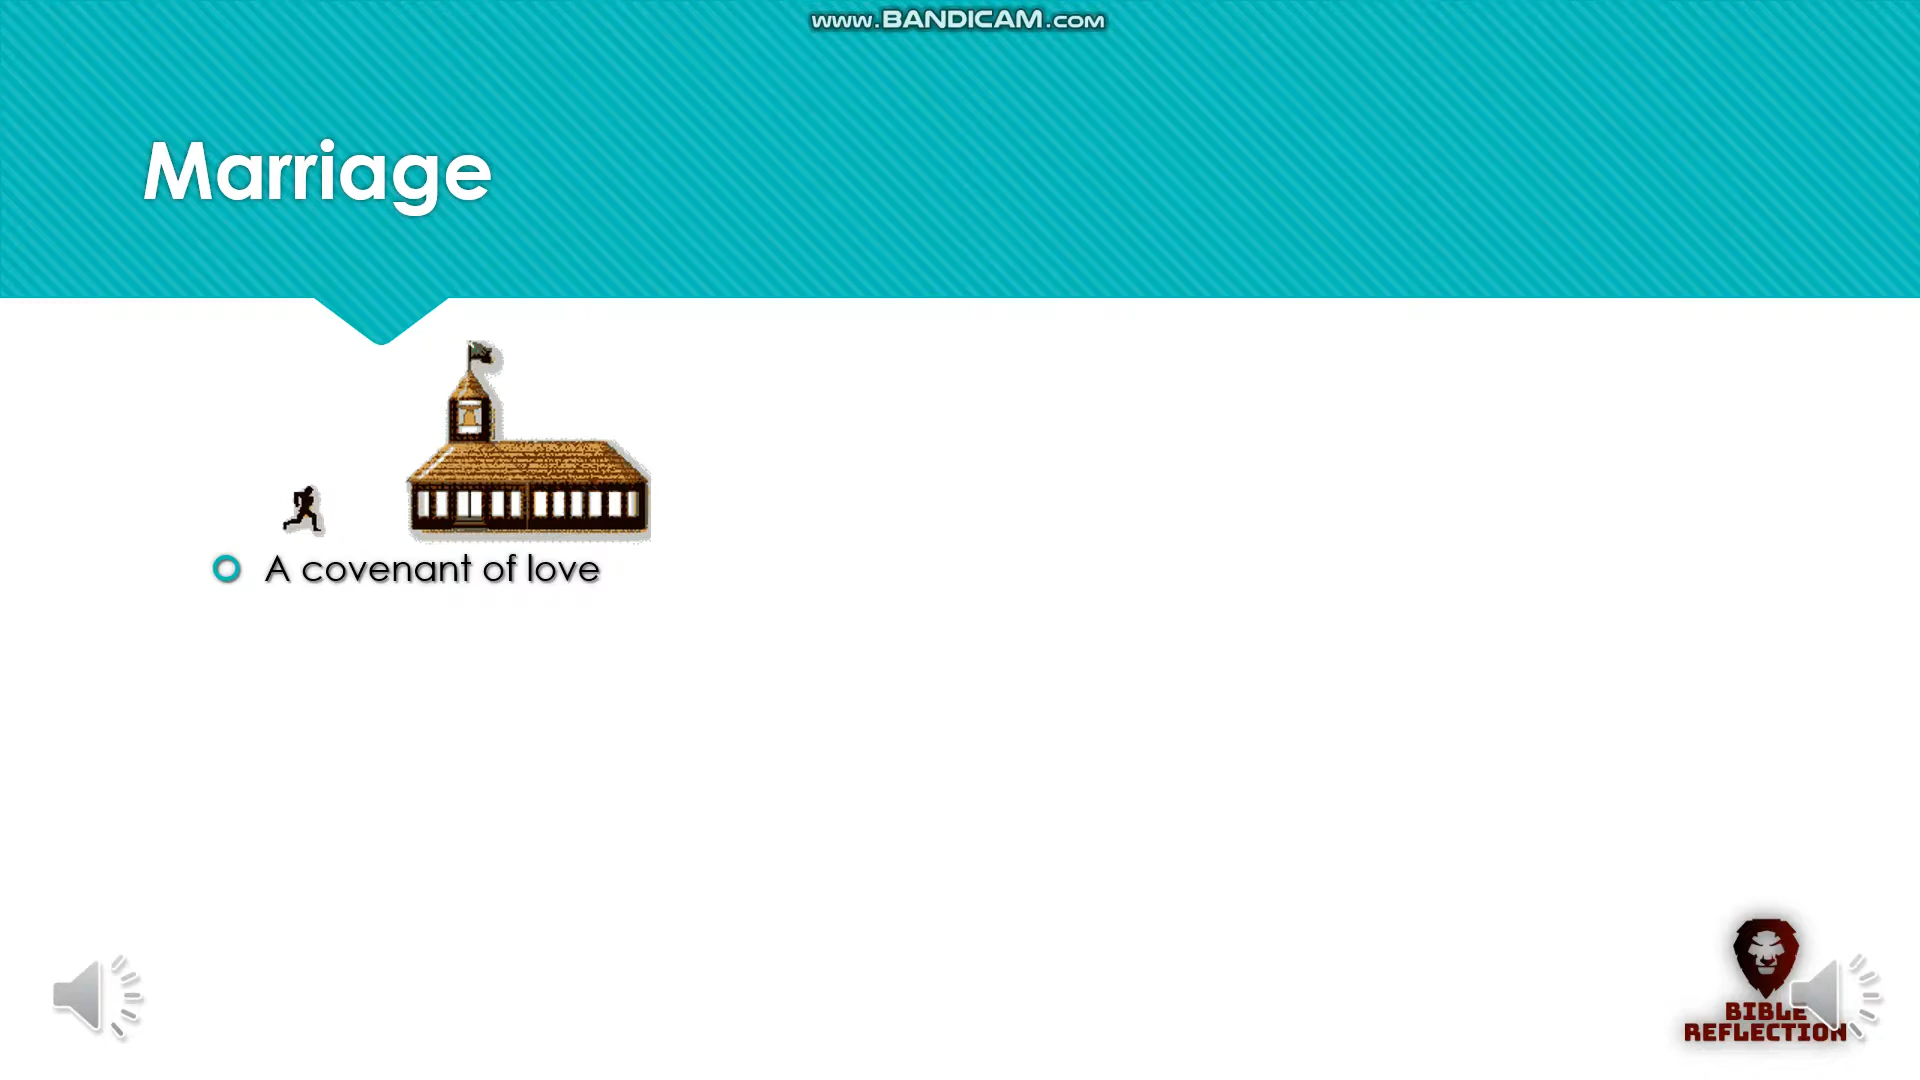 www.BANDICAM.com
Marriage
A covenant of love
BIBLE
REFLECTION